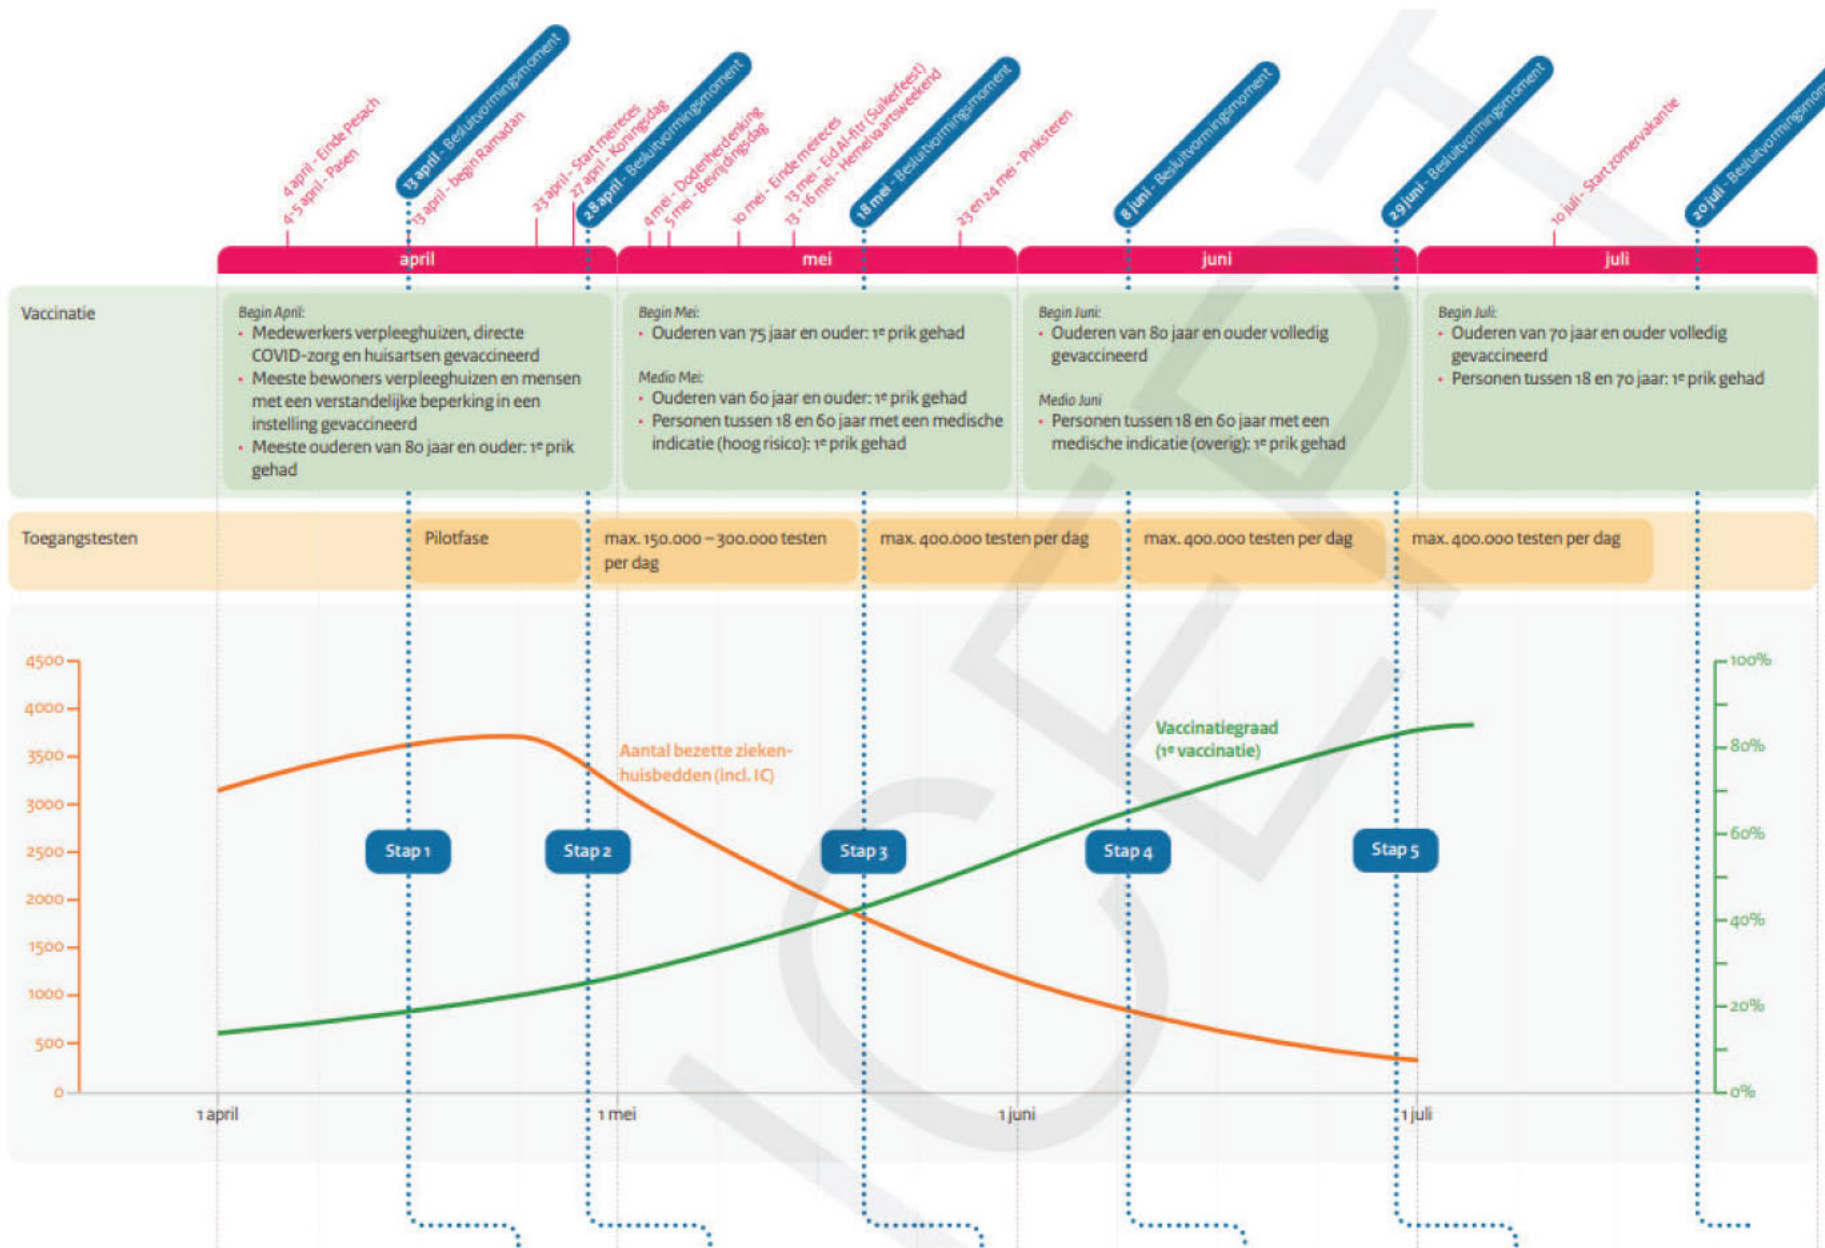 4 april - Einde Pesach
4-5 april - Pasen
13 april - Besluitvormingsmoment
13 april - begin Ramadan
23 april - Start meireces
27 april - Koningsdag
28 april - Besluitvormingsmoment
4 mei - Dodenherdenking
5 mei - Bevrijdingsdag
10 mei - Einde meireces
13 mei - Eid Al-fitr (Suikerfeest)
13 - 16 mei - Hemelvaartsweekend
18 mei - Besluitvormingsmoment
23 en 24 mei - Pinksteren
8 juni - Besluitvormingsmoment
29 juni - Besluitvormingsmoment
10 juli - Start zomervakantie
20 juli - Besluitvormingsmom
april
mei
juni
juli
Vaccinatie
Begin April:
• Medewerkers verpleeghuizen, directe
COVID-zorg en huisartsen gevaccineerd
• Meeste bewoners verpleeghuizen en mensen
met een verstandelijke beperking in een
instelling gevaccineerd
• Meeste ouderen van 80 jaar en ouder: 1e prik
gehad
Begin Mei:
• Ouderen van 75 jaar en ouder: 1e prik gehad
Medio Mei:
• Ouderen van 60 jaar en ouder: 1e prik gehad
• Personen tussen 18 en 60 jaar met een medische
indicatie (hoog risico): 1e prik gehad
Begin Juni:
• Ouderen van 80 jaar en ouder volledig
gevaccineerd
Medio Juni
• Personen tussen 18 en 60 jaar met een
medische indicatie (overig): 1e prik gehad
Begin Juli:
• Ouderen van 70 jaar en ouder volledig
gevaccineerd
• Personen tussen 18 en 70 jaar: 1e prik gehad
Toegangstesten
Pilotfase
max. 150.000 – 300.000 testen
per dag
max. 400.000 testen per dag
max. 400.000 testen per dag
max. 400.000 testen per dag
4500
4000
3500
3000
2500
2000
1500
1000
500
0
Aantal bezette zieken-
huisbedden (incl. IC)
Vaccinatiegraad
(1e vaccinatie)
Stap 1
Stap 2
Stap 3
Stap 4
Stap 5
100%
80%
60%
40%
20%
0%
1 april
1 mei
1 juni
1 juli